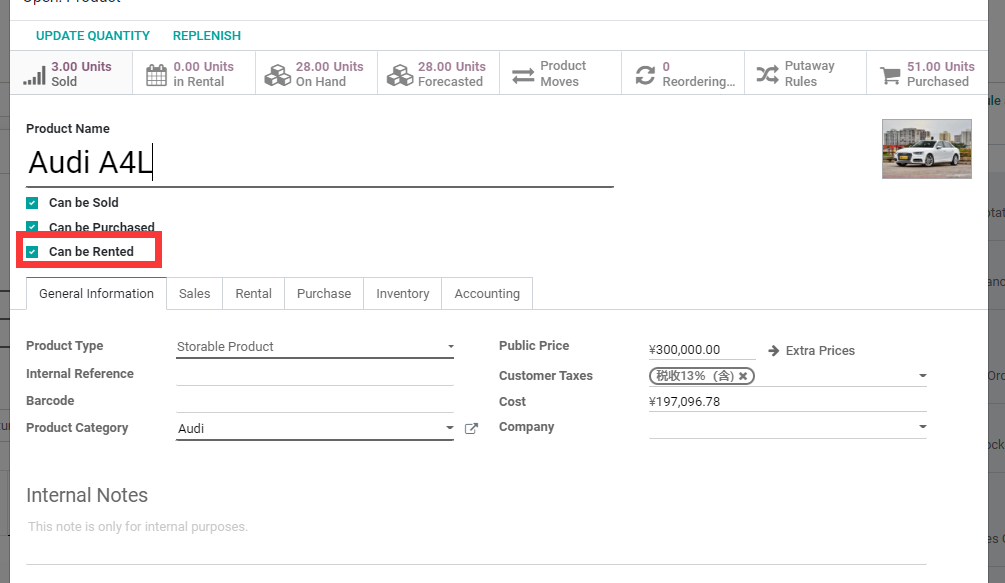 UPDATE QUANTITY REPLENISH
3.00 Units Sold
0.00 Units in Rental
28.00 Units On Hand
28.00 Units Forecasted
Product Moves
0 Reordering...
Putaway Rules
51.00 Units Purchased
Product Name
Audi A4L
Can be Sold
Can be Purchased
Can be Rented
General Information Sales Rental Purchase Inventory Accounting
Product Type Storable Product Public Price ¥300,000.00 Extra Prices
Internal Reference Customer Taxes 税收13%（含）
Barcode Cost ¥197,096.78
Product Category Audi Company
Internal Notes
This note is only for internal purposes.